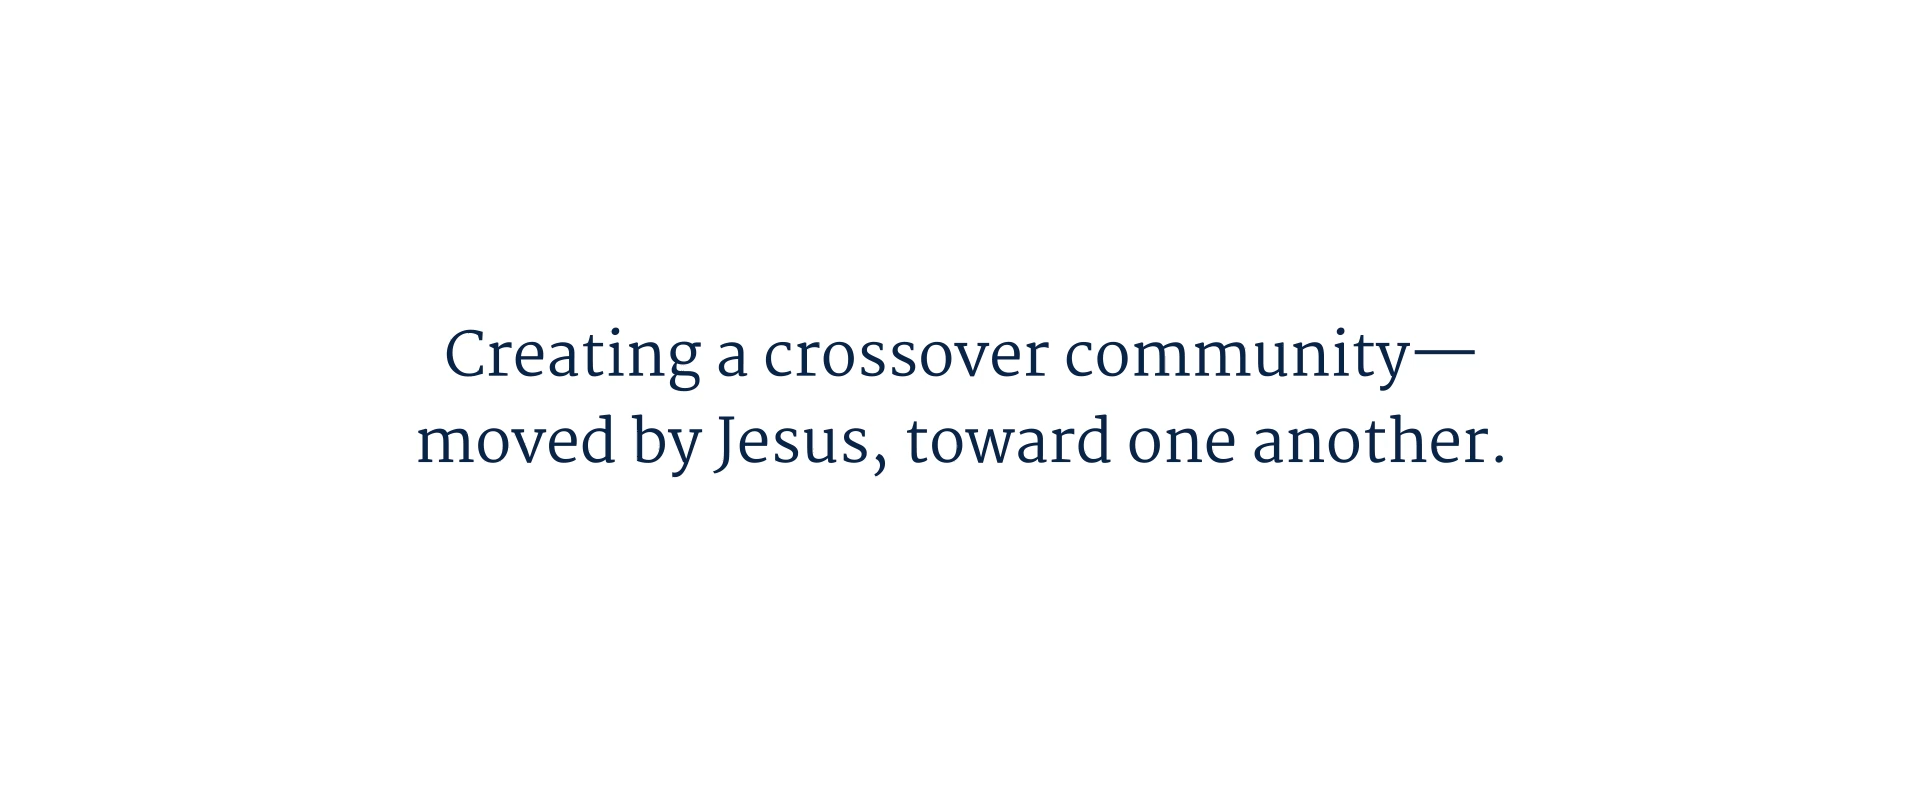 Creating a crossover community—
moved by Jesus, toward one another.